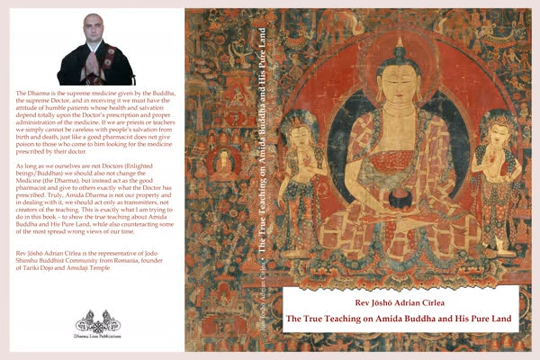 The Dharma is the supreme medicine given by the Buddha,
the supreme Doctor, and in receiving it we must have the
attitude of humble patients whose health and salvation
depend totally upon the Doctor's prescription and proper
administration of the medicine. If we are priests or teachers
we simply cannot be careless with people's salvation from
birth and death, just like a good pharmacist does not give
poison to those who come to him looking for the medicine
prescribed by their doctor.
As long as we ourselves are not Doctors (Enlighted
beings/Buddhas) we should also not change the
Medicine (the Dharma), but instead act as the good
pharmacist and give to others exactly what the Doctor has
prescribed. Truly, Amida Dharma is not our property and
in dealing with it, we should act only as transmitters, not
creators of the teaching. This is exactly what I am trying to
do in this book – to show the true teaching about Amida
Buddha and His Pure Land, while also counteracting some
of the most spread wrong views of our time.
Rev Jōshō Adrian Cîrlea is the representative of Jodo
Shinshu Buddhist Community from Romania, founder
of Tariki Dojo and Amidaji Temple
Dharma Lion Publications
Rev Jōshō Adrian Cîrlea The True Teaching on Amida Buddha and His Pure Land
Rev Jōshō Adrian Cîrlea
The True Teaching on Amida Buddha and His Pure Land